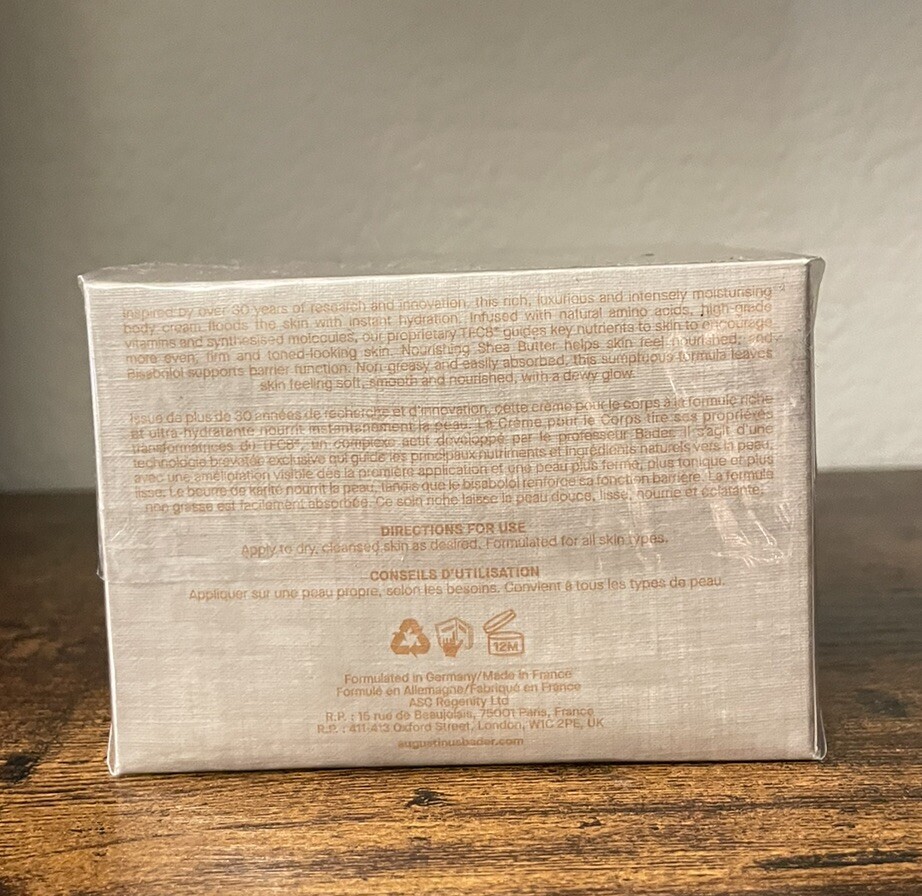 Inspired by over 30 years of research and innovation, this rich, luxurious and intensely moisturising
body cream floods the skin with instant hydration. Infused with natural amino acids, high-grade
vitamins and synthesised molecules, our proprietary TFC8® guides key nutrients to skin to encourage
more even, firm and toned-looking skin. Nourishing Shea Butter helps skin feel nourished, and
Bisabolol supports barrier function. Non greasy and easily absorbed, this sumptuous formula leaves
skin feeling soft, smooth and nourished, with a dewy glow.
Issue de plus de 30 années de recherche et d'innovation, cette crème pour le corps à la formule riche
et ultra-hydratante nourrit instantanément la peau. La Crème pour le Corps tire ses propriétés
transformatrices du TFC8®, un complexe actif développé par le professeur Bader. Il s'agit d'une
technologie brevetée exclusive qui guide les principaux nutriments et ingrédients naturels vers la peau,
avec une amélioration visible dès la première application et une peau plus ferme, plus tonique et plus
lisse. Le beurre de karité nourrit la peau, tandis que le bisabolol renforce sa fonction barrière. La formule
non grasse est facilement absorbée. Ce soin riche laisse la peau douce, lisse, nourrie et éclatante.
DIRECTIONS FOR USE
Apply to dry, cleansed skin as desired. Formulated for all skin types.
CONSEILS D'UTILISATION
Appliquer sur une peau propre, selon les besoins. Convient à tous les types de peau.
12M
Formulated in Germany/Made in France
Formulé en Allemagne/Fabriqué en France
ASC Regenity Ltd
R.P. : 15 rue de Beaujolais, 75001 Paris, France
R.P. : 411-413 Oxford Street, London, W1C 2PE, UK
augustinusbader.com